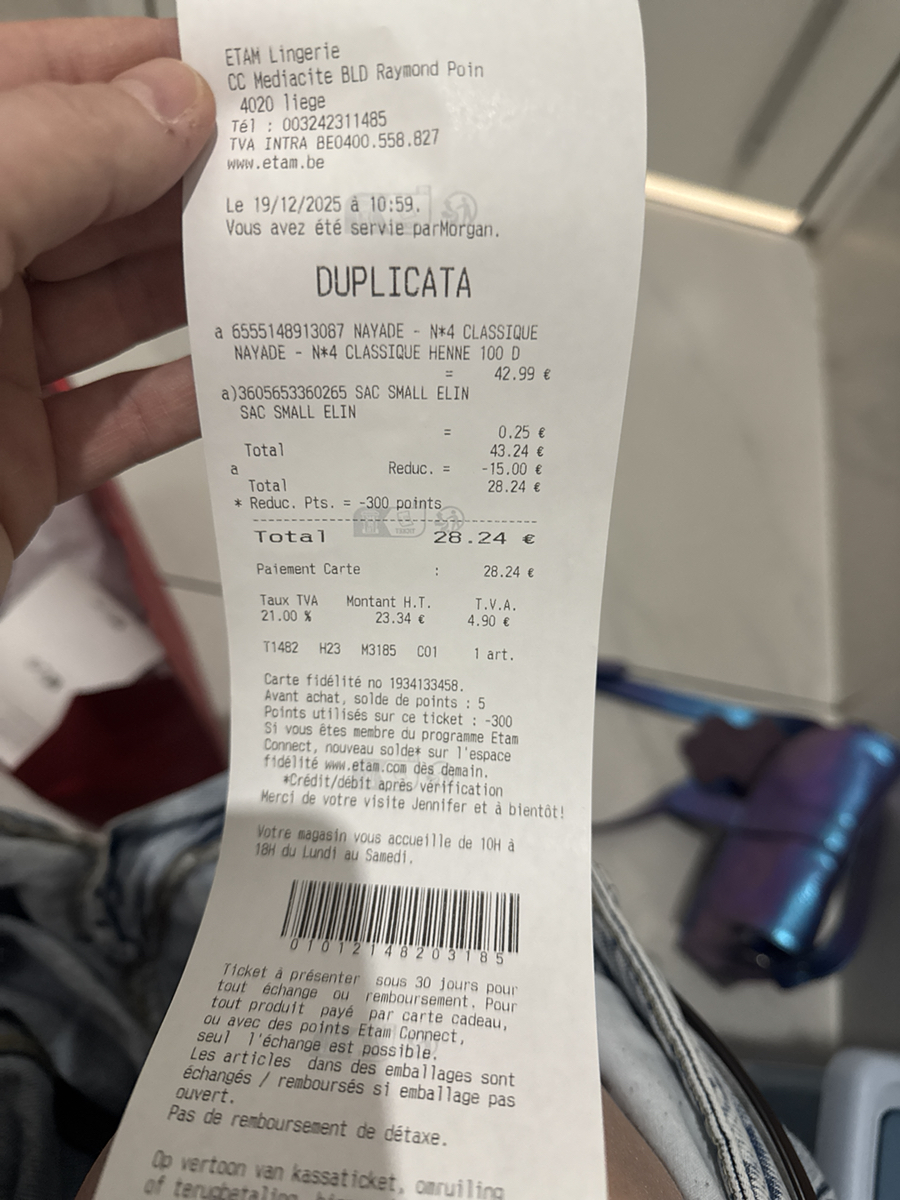 ETAM Lingerie
CC Mediacite BLD Raymond Poin
4020 liege
Tél : 003242311485
TVA INTRA BE0400.558.827
www.etam.be
Le 19/12/2025 à 10:59.
Vous avez été servie parMorgan.
DUPLICATA
a 6555148913087 NAYADE - N*4 CLASSIQUE
NAYADE - N*4 CLASSIQUE HENNE 100 D
= 42.99 €
a)3605653360265 SAC SMALL ELIN
SAC SMALL ELIN
= 0.25 €
Total 43.24 €
a Reduc. = -15.00 €
Total 28.24 €
* Reduc. Pts. = -300 points
Total 28.24 €
Paiement Carte : 28.24 €
Taux TVA Montant H.T. T.V.A.
21.00 % 23.34 € 4.90 €
T1482 H23 M3185 C01 1 art.
Carte fidélité no 1934133458.
Avant achat, solde de points : 5
Points utilisés sur ce ticket : -300
Si vous êtes membre du programme Etam
Connect, nouveau solde* sur l'espace
fidélité www.etam.com dès demain.
*Crédit/débit après vérification
Merci de votre visite Jennifer et à bientôt!
Votre magasin vous accueille de 10H à
18H du Lundi au Samedi.
01012148203185
Ticket à présenter sous 30 jours pour
tout échange ou remboursement. Pour
tout produit payé par carte cadeau,
ou avec des points Etam Connect,
seul l'échange est possible.
Les articles dans des emballages sont
échangés / remboursés si emballage pas
ouvert.
Pas de remboursement de détaxe.
Op vertoon van kassaticket, omruiling
of terugbetaling